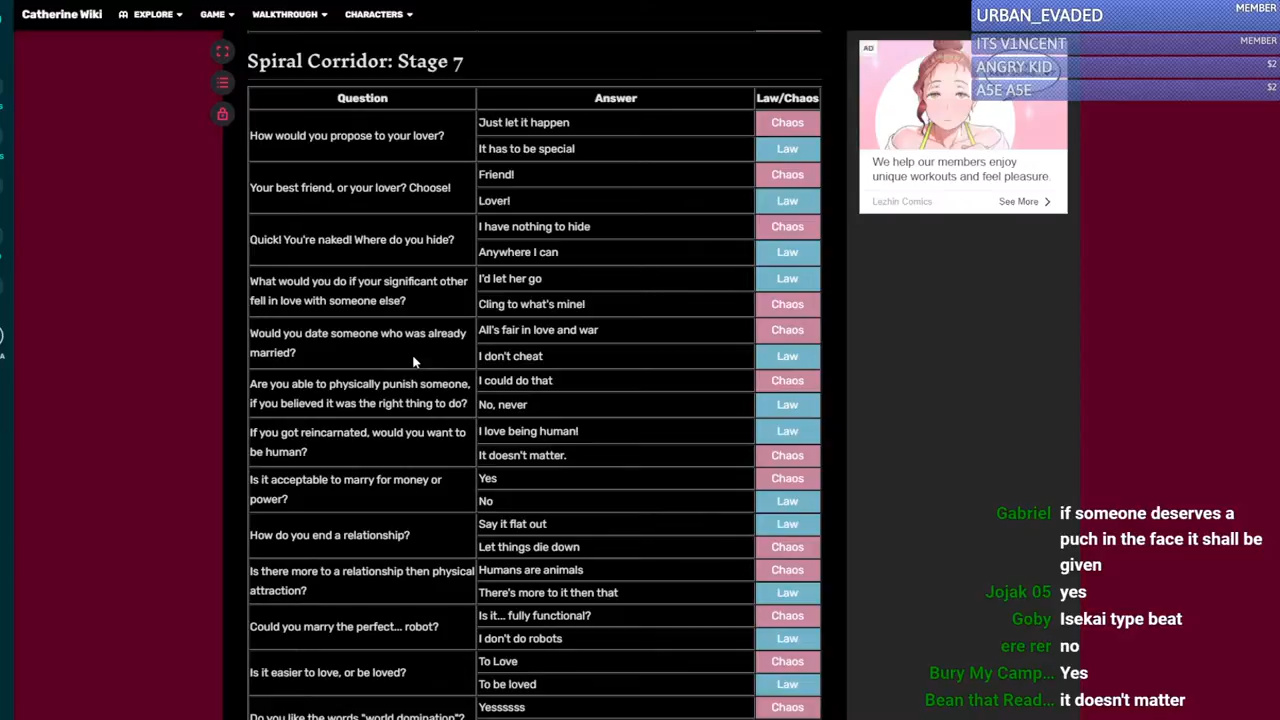 Catherine Wiki
EXPLORE
GAME
WALKTHROUGH
CHARACTERS
URBAN_EVADED
MEMBER
ITS V1NCENT
MEMBER
ANGRY KID
$2
A5E A5E
$2
Spiral Corridor: Stage 7
Question Answer Law/Chaos
How would you propose to your lover?
Just let it happen Chaos
It has to be special Law
Your best friend, or your lover? Choose!
Friend! Chaos
Lover! Law
Quick! You're naked! Where do you hide?
I have nothing to hide Chaos
Anywhere I can Law
What would you do if your significant other
fell in love with someone else?
I'd let her go Law
Cling to what's mine! Chaos
Would you date someone who was already
married?
All's fair in love and war Chaos
I don't cheat Law
Are you able to physically punish someone,
if you believed it was the right thing to do?
I could do that Chaos
No, never Law
If you got reincarnated, would you want to
be human?
I love being human! Law
It doesn't matter. Chaos
Is it acceptable to marry for money or
power?
Yes Chaos
No Law
How do you end a relationship?
Say it flat out Law
Let things die down Chaos
Is there more to a relationship then physical
attraction?
Humans are animals Chaos
There's more to it then that Law
Could you marry the perfect... robot?
Is it... fully functional? Chaos
I don't do robots Law
Is it easier to love, or be loved?
To Love Chaos
To be loved Law
Do you like the words "world domination"?
Yessssss Chaos
AD
We help our members enjoy
unique workouts and feel pleasure.
Lezhin Comics
See More
Gabriel if someone deserves a
puch in the face it shall be
given
Jojak 05 yes
Goby Isekai type beat
ere rer no
Bury My Camp... Yes
Bean that Read... it doesn't matter